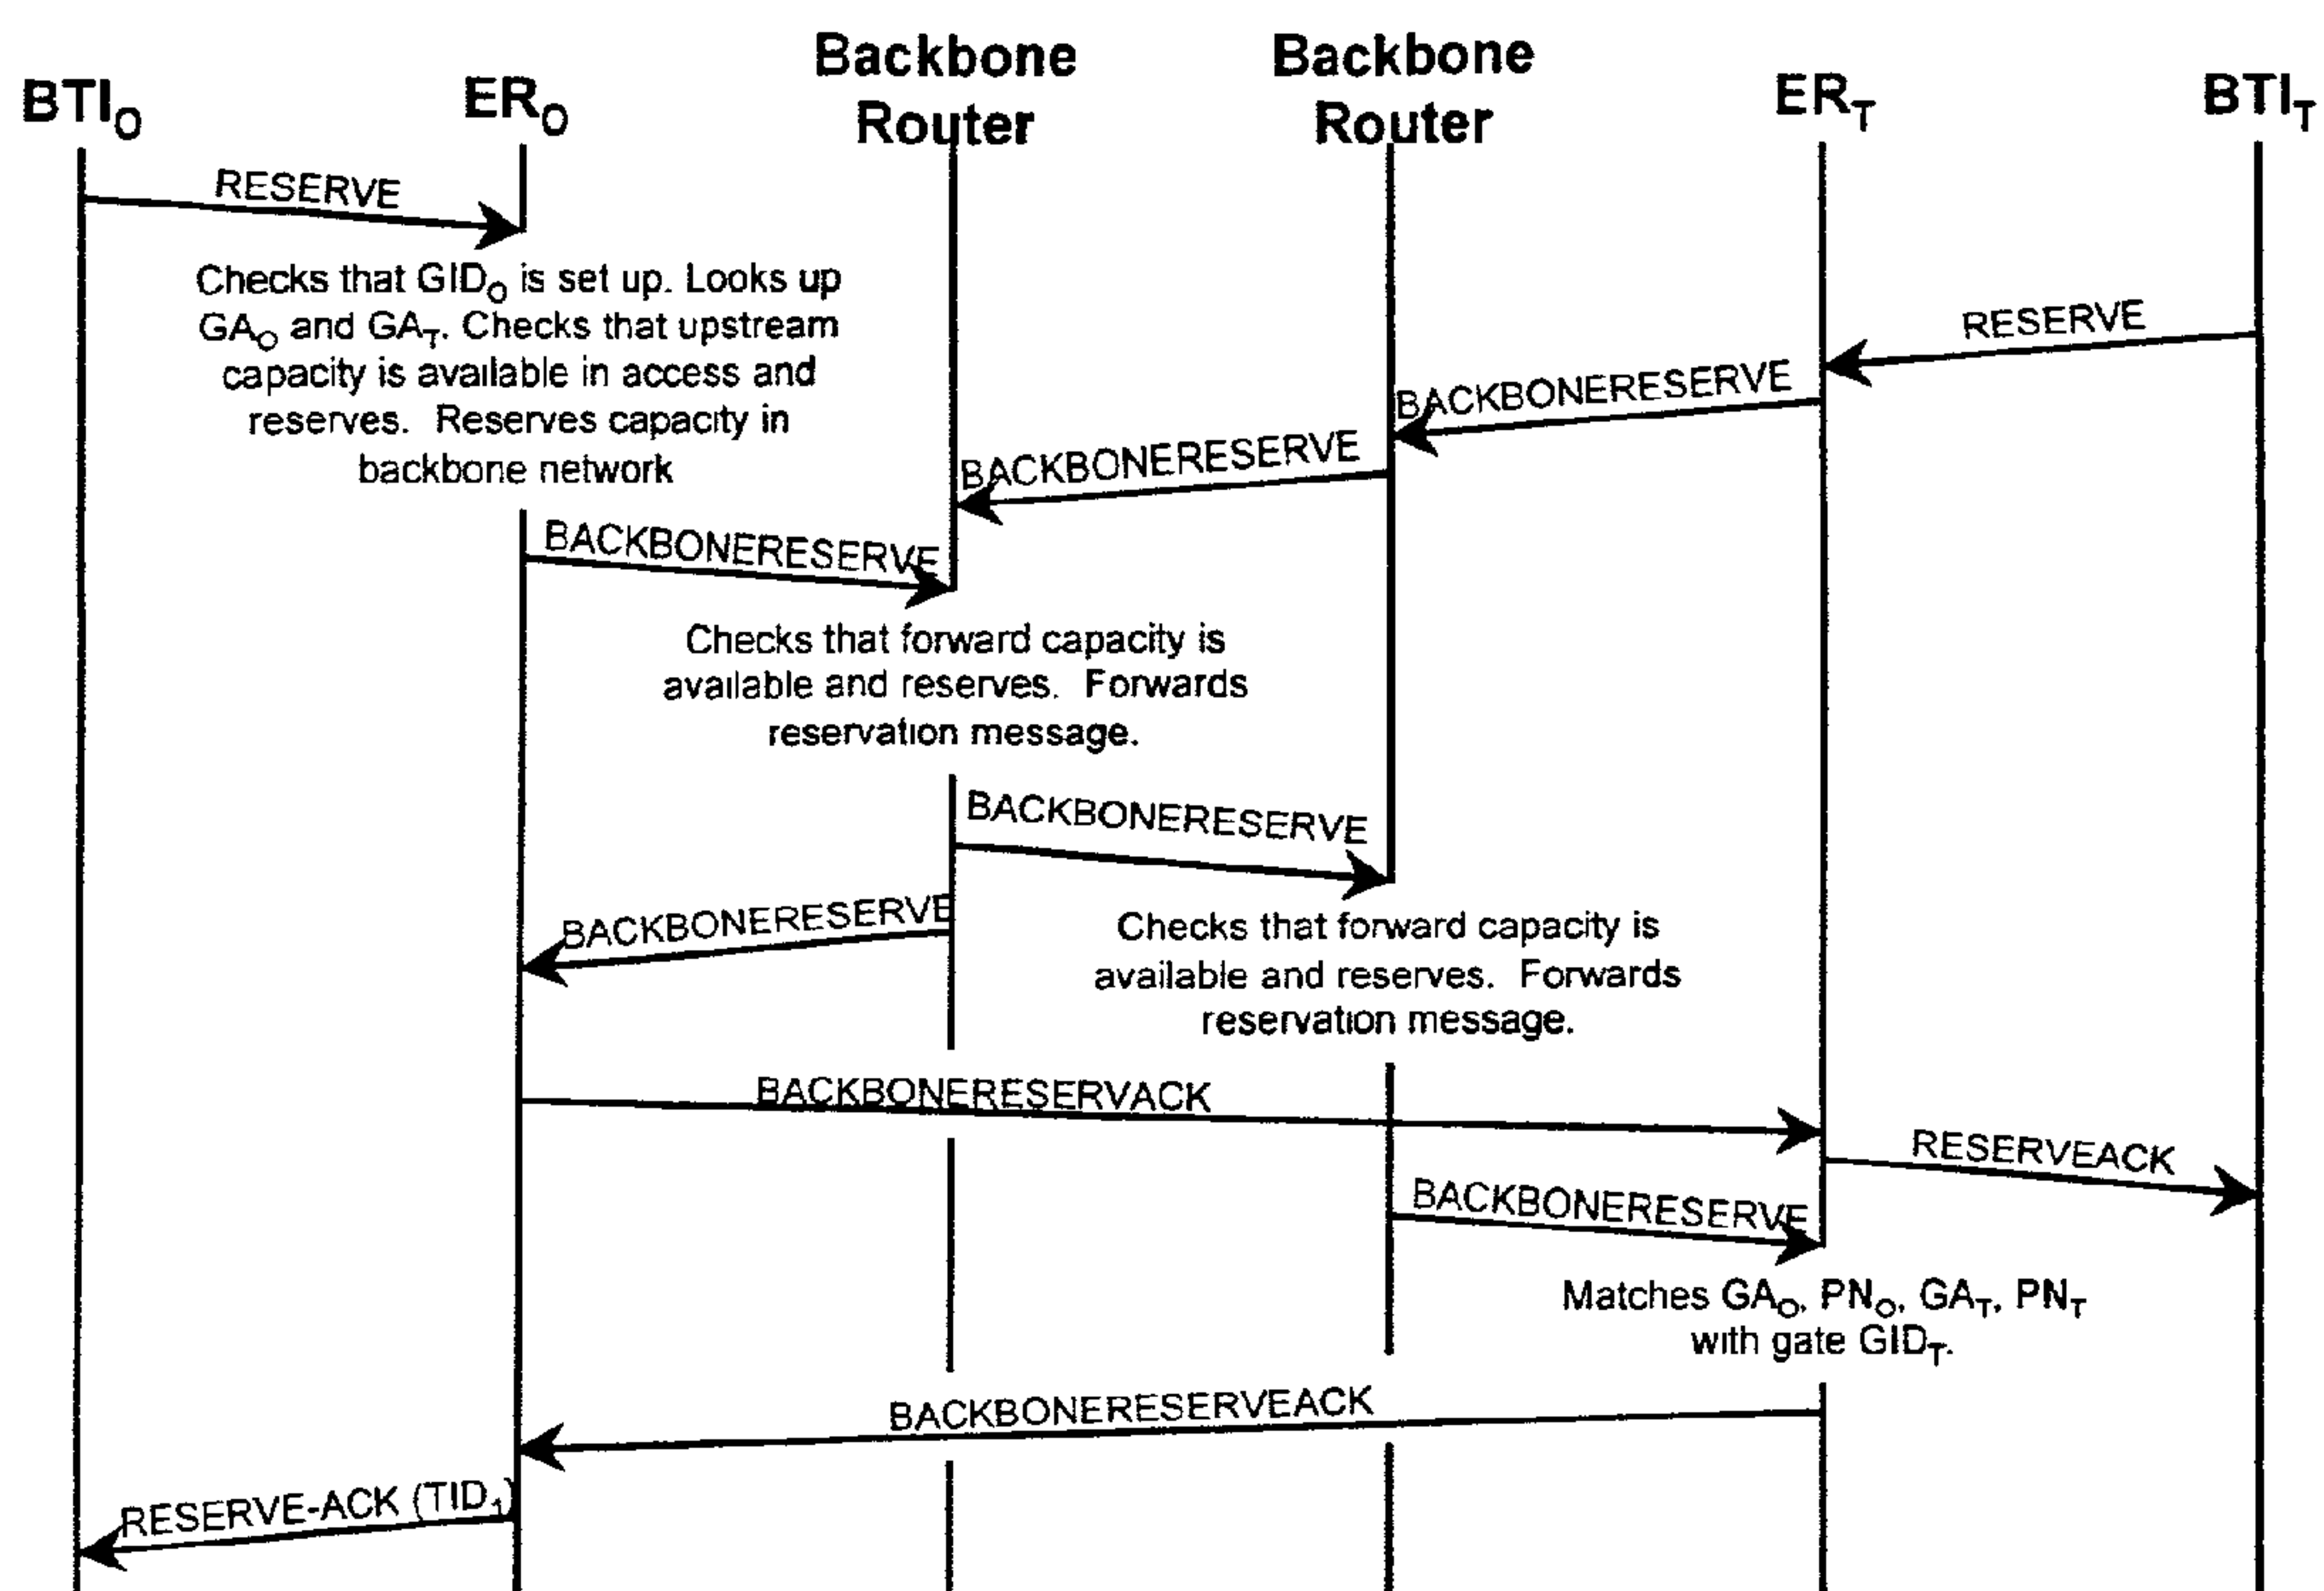 BTIO
ERO
Backbone
Router
Backbone
Router
ERT
BTIT
RESERVE
Checks that GIDO is set up. Looks up
GAO and GAT. Checks that upstream
capacity is available in access and
reserves. Reserves capacity in
backbone network
RESERVE
BACKBONERESERVE
BACKBONERESERVE
BACKBONERESERVE
Checks that forward capacity is
available and reserves. Forwards
reservation message.
BACKBONERESERVE
BACKBONERESERVE
Checks that forward capacity is
available and reserves. Forwards
reservation message.
BACKBONERESERVACK
RESERVEACK
BACKBONERESERVE
Matches GAO, PNO, GAT, PNT
with gate GIDT.
BACKBONERESERVEACK
RESERVE-ACK (TID1)